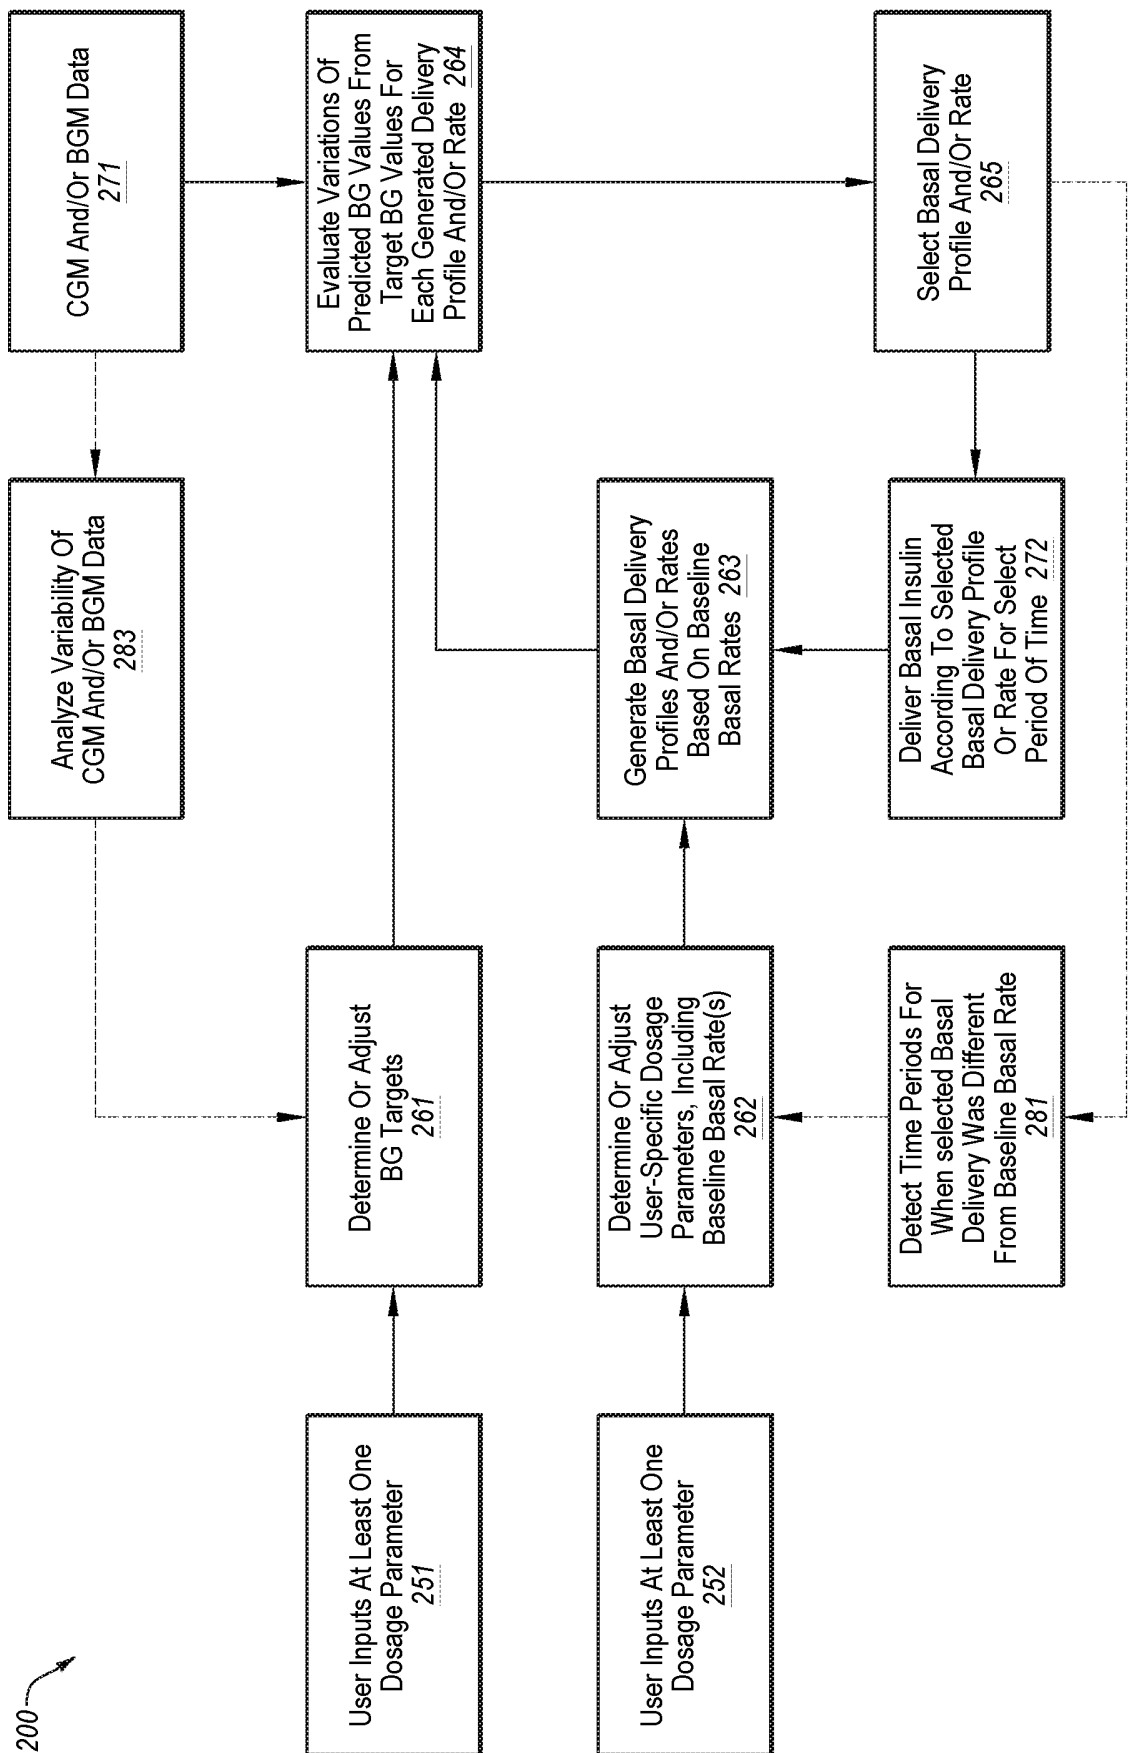 200
CGM And/Or BGM Data
271
Analyze Variability Of
CGM And/Or BGM Data
283
User Inputs At Least One
Dosage Parameter
251
Determine Or Adjust
BG Targets
261
Evaluate Variations Of
Predicted BG Values From
Target BG Values For
Each Generated Delivery
Profile And/Or Rate 264
User Inputs At Least One
Dosage Parameter
252
Determine Or Adjust
User-Specific Dosage
Parameters, Including
Baseline Basal Rate(s)
262
Generate Basal Delivery
Profiles And/Or Rates
Based On Baseline
Basal Rates 263
Detect Time Periods For
When selected Basal
Delivery Was Different
From Baseline Basal Rate
281
Deliver Basal Insulin
According To Selected
Basal Delivery Profile
Or Rate For Select
Period Of Time 272
Select Basal Delivery
Profile And/Or Rate
265